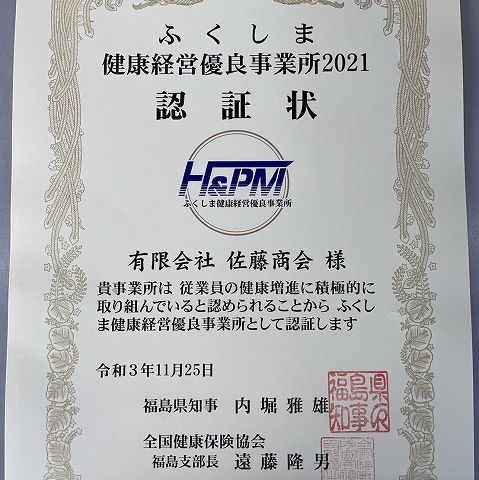 ふくしま
健康経営優良事業所2021
認証状
H&PM
ふくしま健康経営優良事業所
有限会社 佐藤商会 様
貴事業所は 従業員の健康増進に積極的に
取り組んでいると認められることから ふくし
ま健康経営優良事業所として認証します
令和3年11月25日
福島県知事 内堀雅雄
福島県知事
全国健康保険協会
福島支部長 遠藤隆男